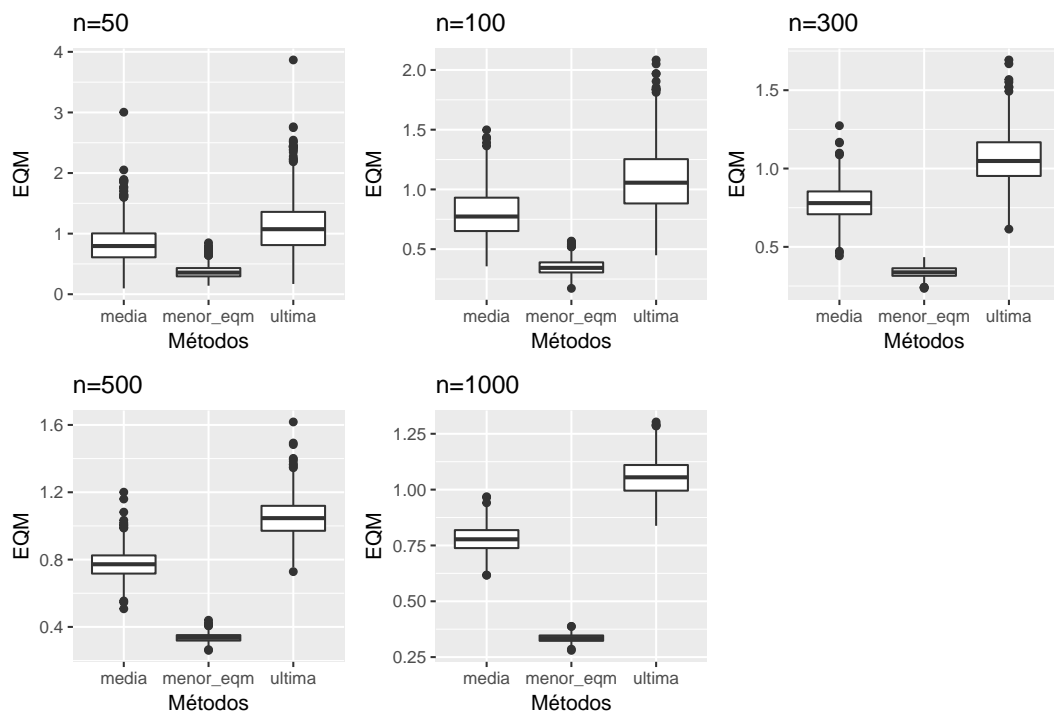 n=50
4
3
2
1
0
EQM
media menor_eqm ultima
Métodos
n=100
2.0
1.5
1.0
0.5
EQM
media menor_eqm ultima
Métodos
n=300
1.5
1.0
0.5
EQM
media menor_eqm ultima
Métodos
n=500
1.6
1.2
0.8
0.4
EQM
media menor_eqm ultima
Métodos
n=1000
1.25
1.00
0.75
0.50
0.25
EQM
media menor_eqm ultima
Métodos